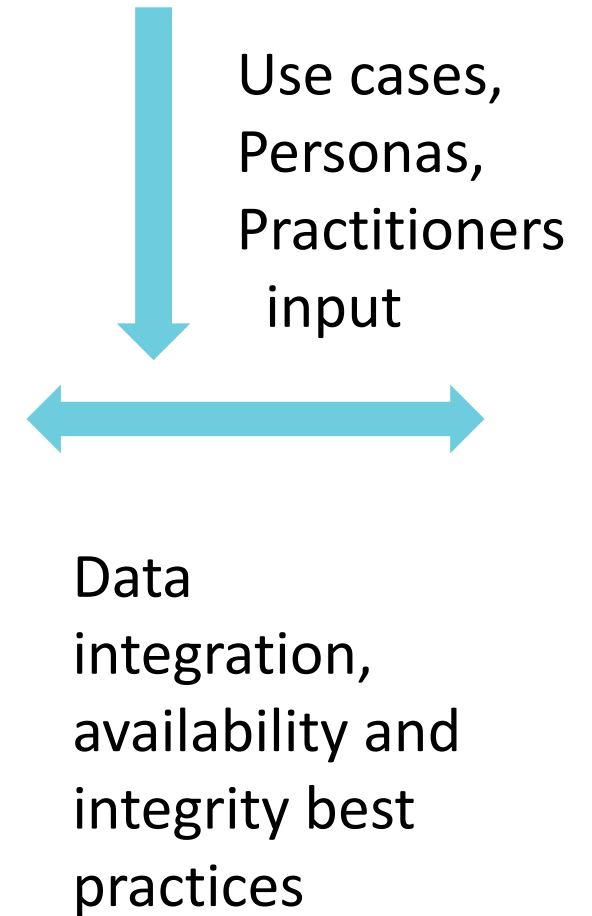 Use cases,
Personas,
Practitioners
input
Data
integration,
availability and
integrity best
practices